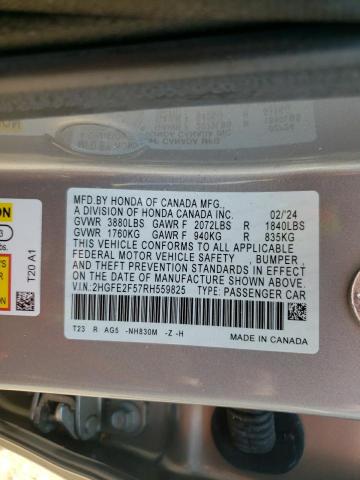 MFD.BY HONDA OF CANADA MFG.,
A DIVISION OF HONDA CANADA INC. 02/'24
GVWR 3880LBS GAWR F 2072LBS R 1840LBS
GVWR 1760KG GAWR F 940KG R 835KG
THIS VEHICLE CONFORMS TO ALL APPLICABLE
FEDERAL MOTOR VEHICLE SAFETY, BUMPER,
AND THEFT PREVENTION STANDARDS IN EFFECT
ON THE DATE OF MANUFACTURE SHOWN ABOVE.
V.I.N:2HGFE2F57RH559825 TYPE: PASSENGER CAR
T23 R AG5 -NH830M -Z -H
MADE IN CANADA
T20 A1